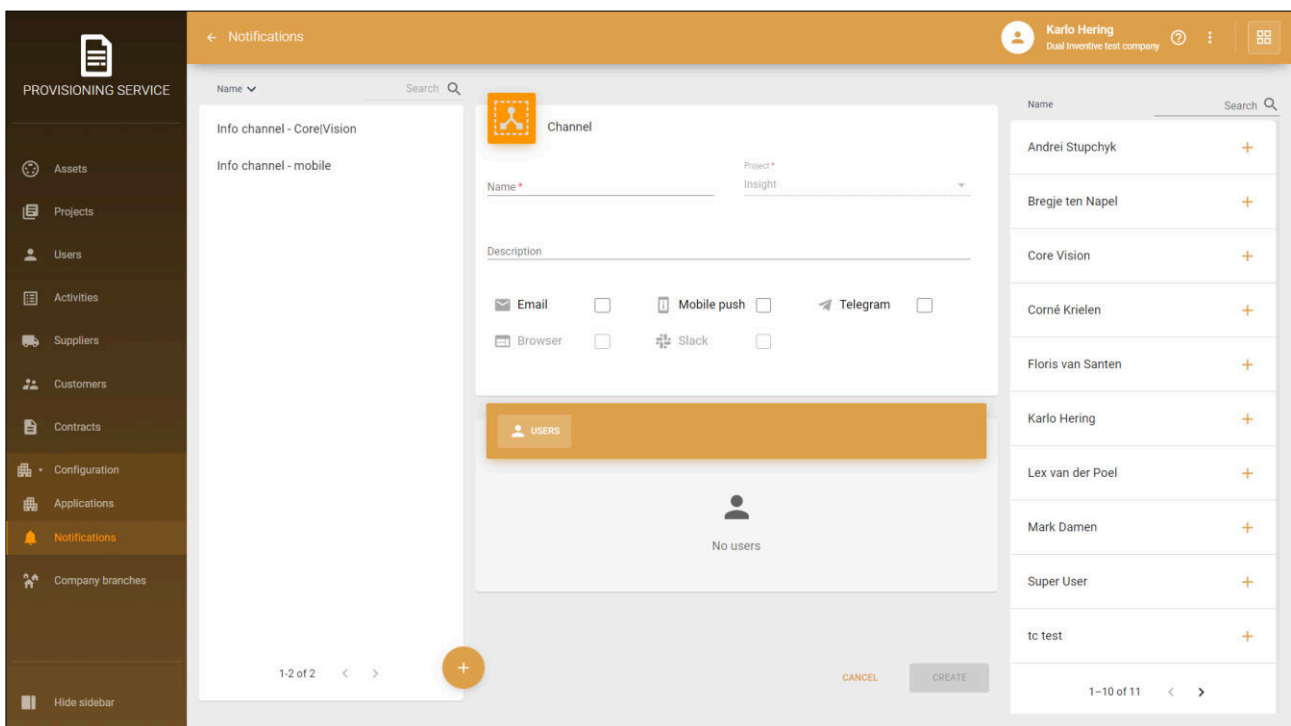 PROVISIONING SERVICE
Assets
Projects
Users
Activities
Suppliers
Customers
Contracts
Configuration
Applications
Notifications
Company branches
Hide sidebar
← Notifications
Karlo Hering
Dual Inventive test company
Name
Search
Info channel - Core|Vision
Info channel - mobile
1-2 of 2 < >
+
Channel
Name *
Project *
Insight
Description
Email
Mobile push
Telegram
Browser
Slack
USERS
No users
CANCEL
CREATE
Name
Search
Andrei Stupchyk +
Bregje ten Napel +
Core Vision +
Corné Krielen +
Floris van Santen +
Karlo Hering +
Lex van der Poel +
Mark Damen +
Super User +
tc test +
1–10 of 11 < >